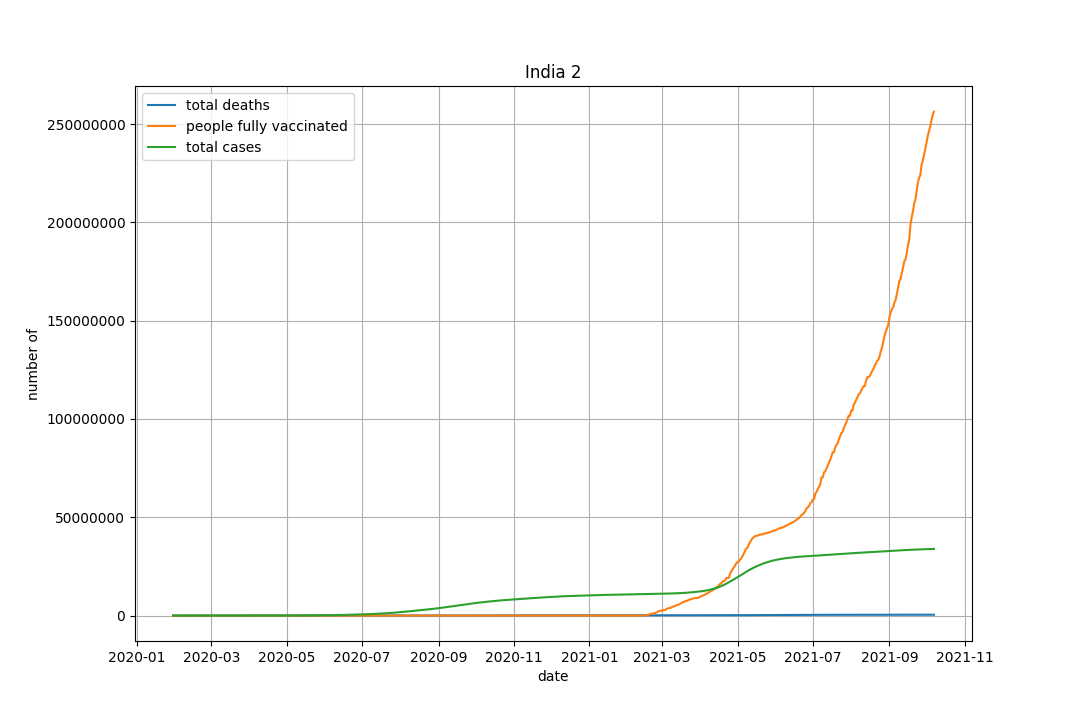 India 2
total deaths
people fully vaccinated
total cases
250000000
200000000
150000000
100000000
50000000
0
number of
2020-01 2020-03 2020-05 2020-07 2020-09 2020-11 2021-01 2021-03 2021-05 2021-07 2021-09 2021-11
date